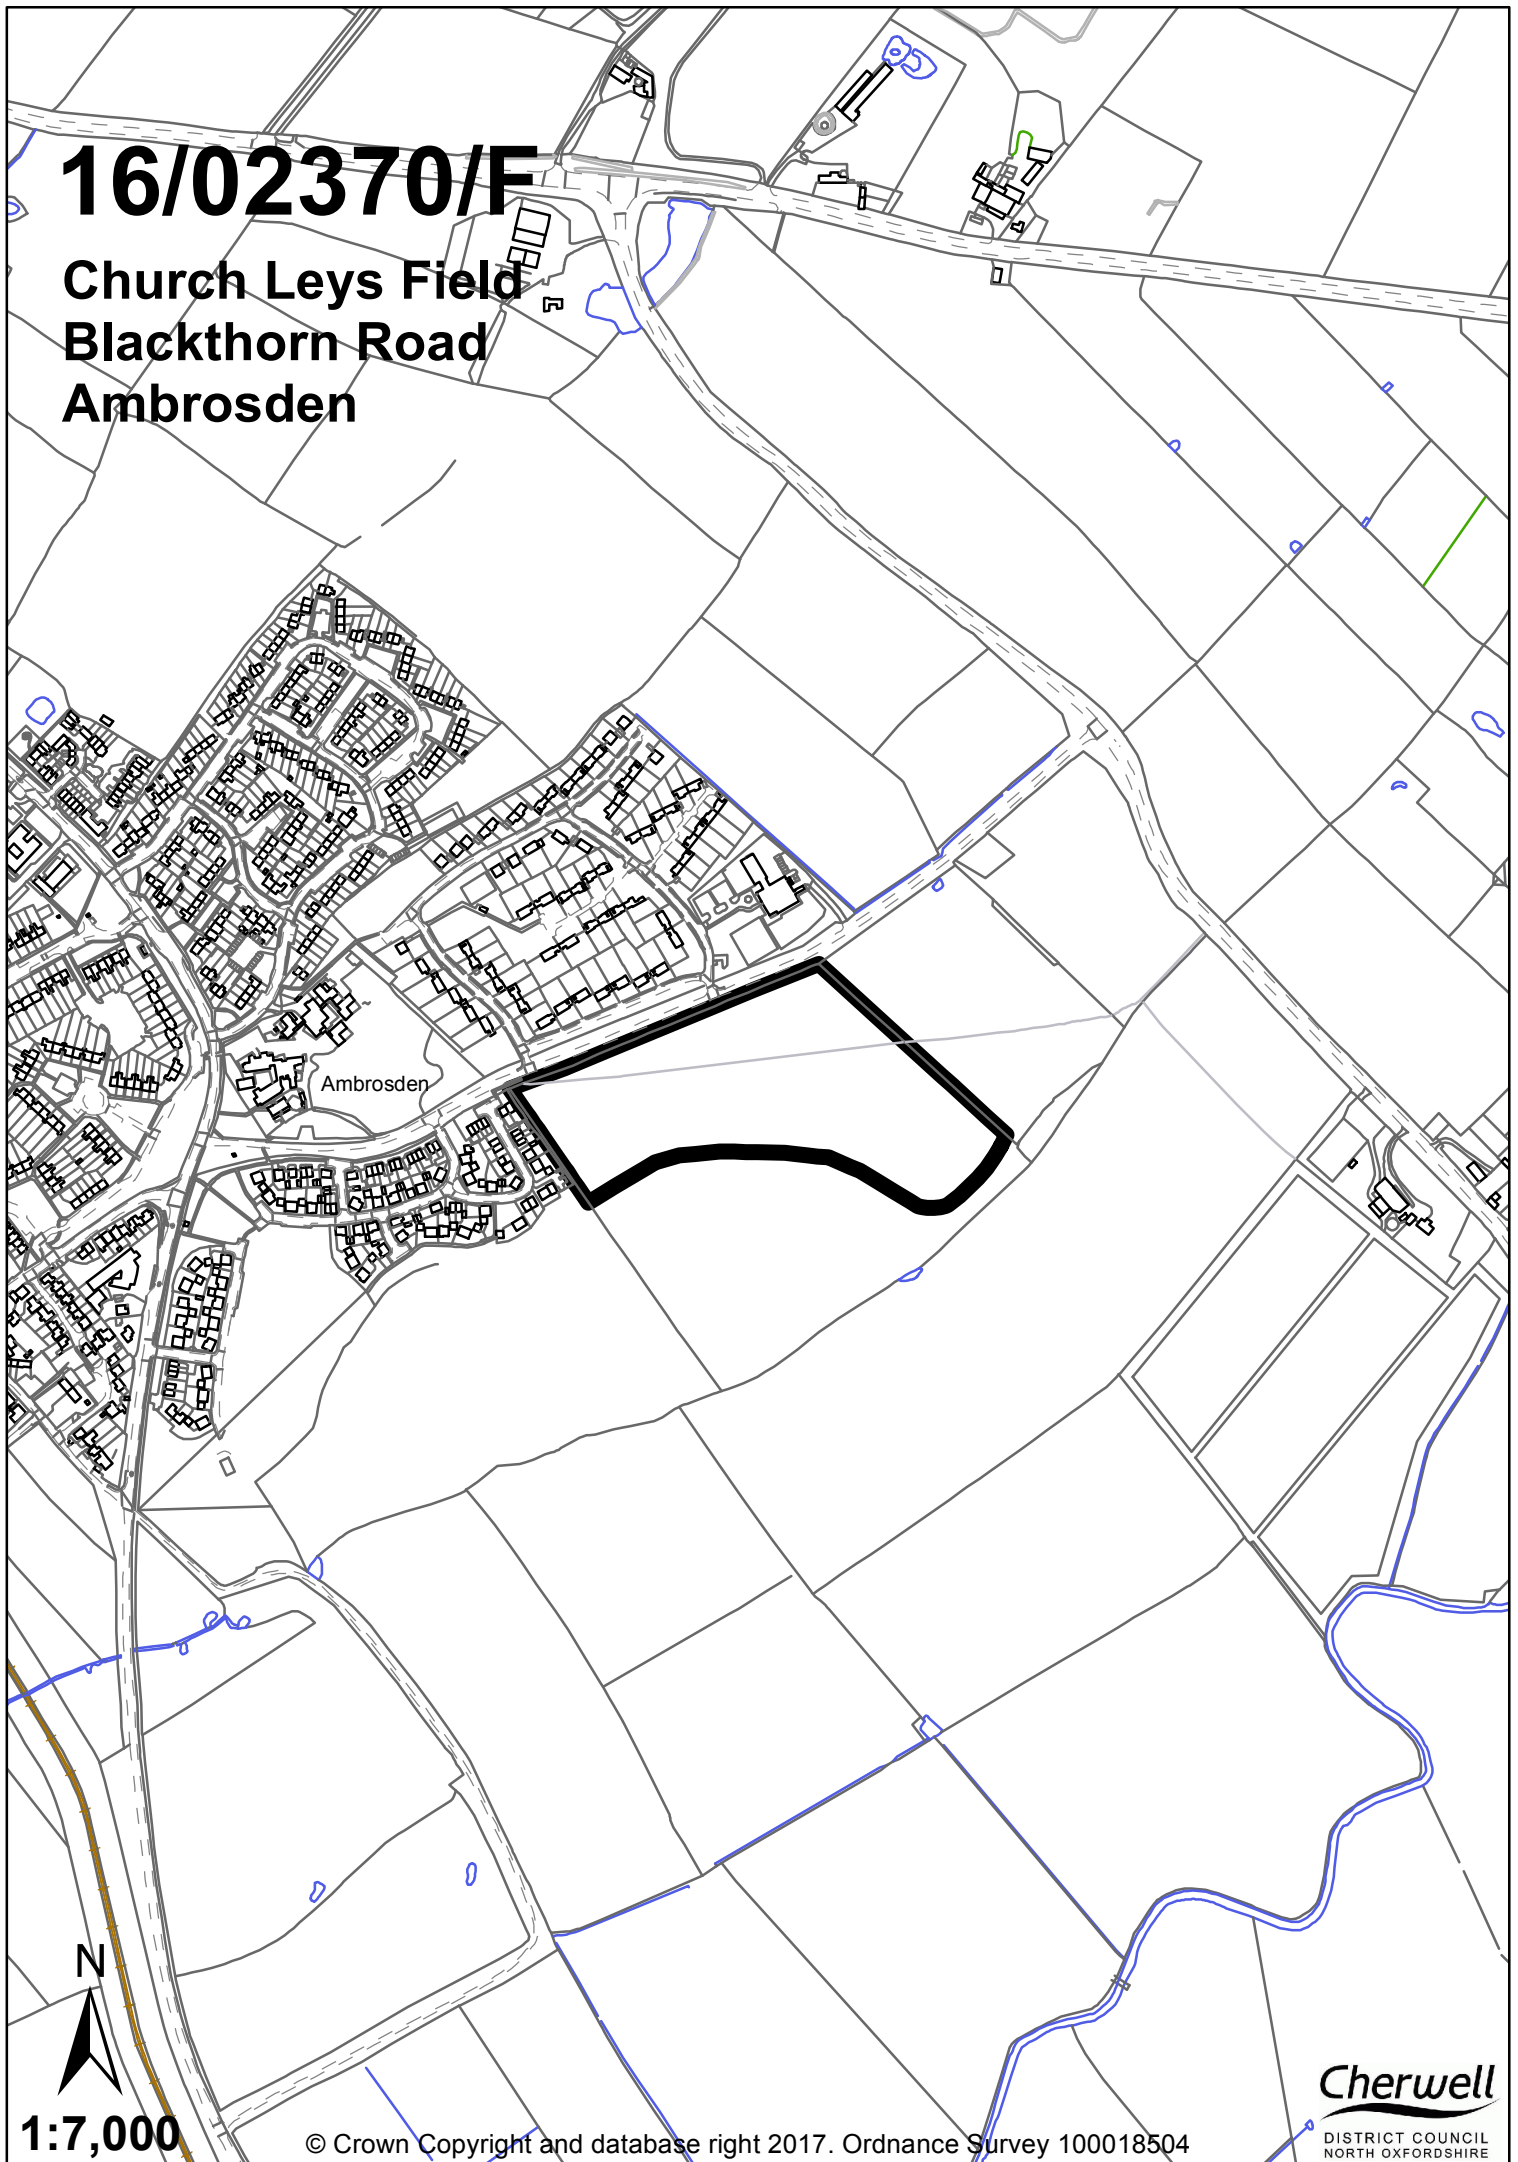 16/02370/F
Church Leys Field
Blackthorn Road
Ambrosden
Ambrosden
N
1:7,000
© Crown Copyright and database right 2017. Ordnance Survey 100018504
Cherwell
DISTRICT COUNCIL
NORTH OXFORDSHIRE